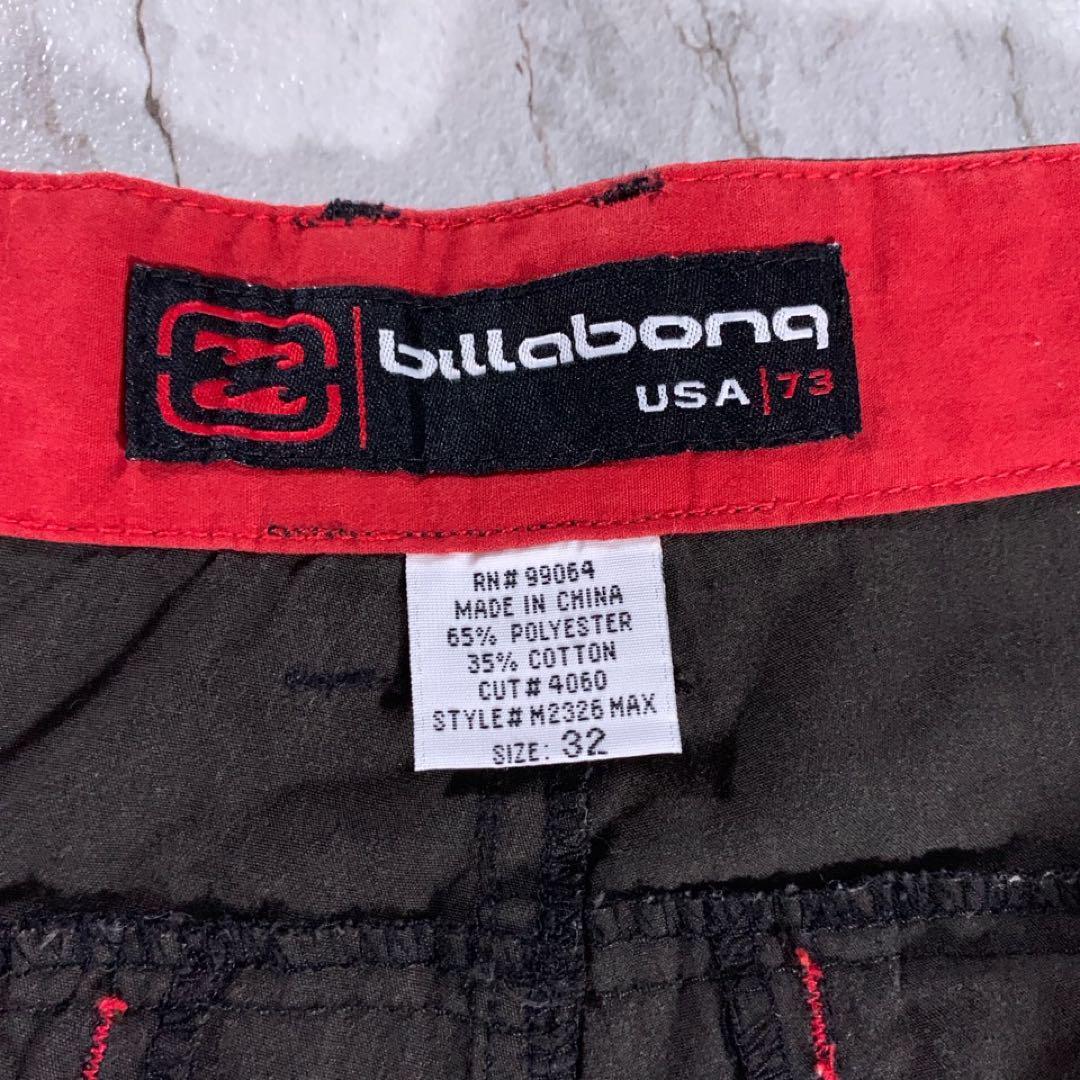 billabong
USA | 73
RN# 99064
MADE IN CHINA
65% POLYESTER
35% COTTON
CUT# 4060
STYLE# M2326 MAX
SIZE: 32